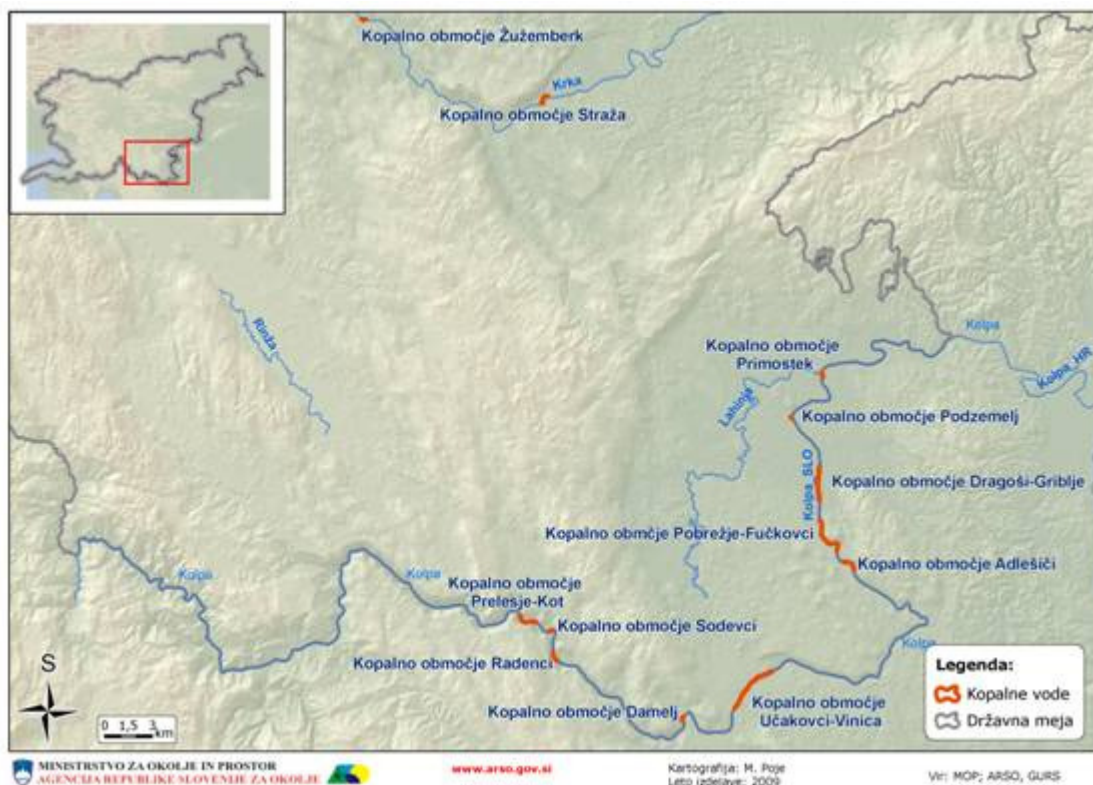 Kopalno območje Žužemberk
Krka
Kopalno območje Straža
Rinža
Kolpa
Kopalno območje
Primostek
Kolpa_HR
Lahinja
Kopalno območje Podzemelj
Kolpa_SLO
Kopalno območje Dragoši-Griblje
Kopalno obmčje Pobrežje-Fučkovci
Kopalno območje Adlešiči
Kolpa
Kolpa
Kopalno območje
Prelesje-Kot
Kopalno območje Sodevci
Kolpa
Kopalno območje Radenci
Kopalno območje Damelj
Kopalno območje
Učakovci-Vinica
S
0 1,5 3
km
Legenda:
Kopalne vode
Državna meja
MINISTRSTVO ZA OKOLJE IN PROSTOR
AGENCIJA REPUBLIKE SLOVENIJE ZA OKOLJE
www.arso.gov.si
Kartografija: M. Poje
Leto izdelave: 2009
Vir: MOP; ARSO, GURS